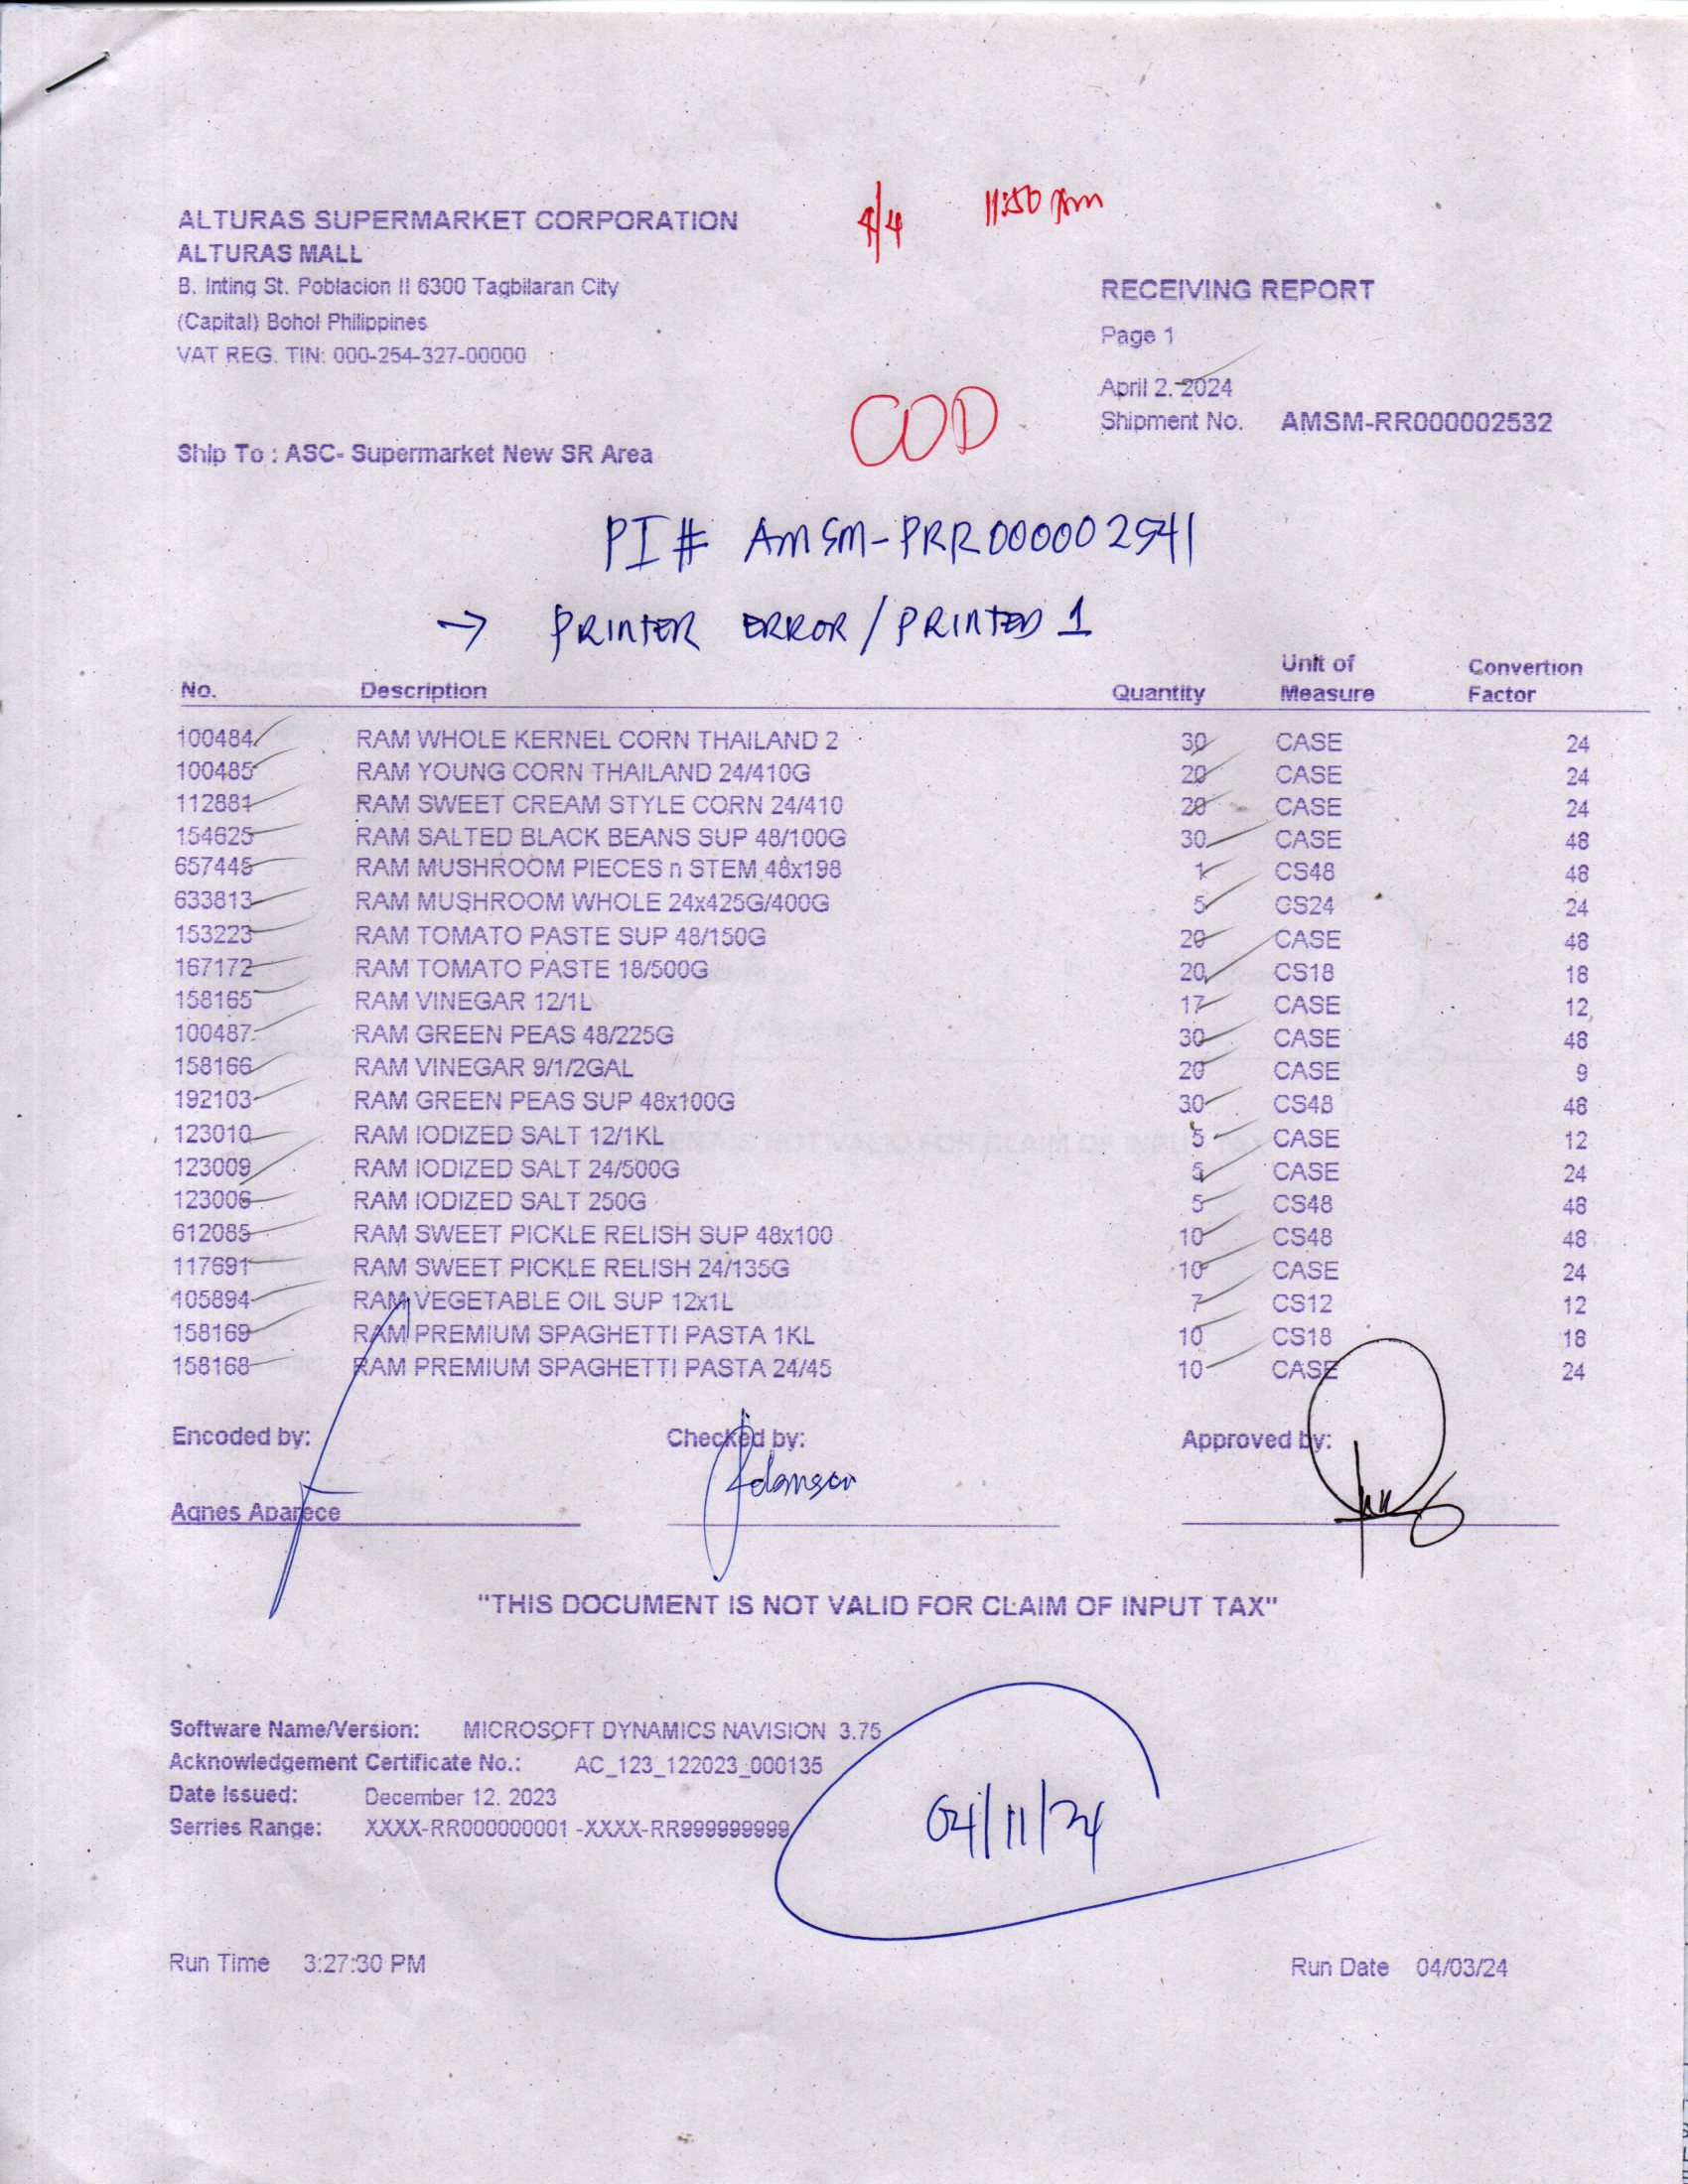 4/4 11:50 Am
ALTURAS SUPERMARKET CORPORATION
ALTURAS MALL
B. Inting St. Poblacion II 6300 Tagbilaran City
(Capital) Bohol Philippines
VAT REG. TIN: 000-254-327-00000
RECEIVING REPORT
Page 1
April 2. 2024
Shipment No. AMSM-RR000002532
COD
Ship To : ASC- Supermarket New SR Area
PI # AMSM-PRR000002541
→ PRINTER ERROR / PRINTED 1
No. Description Quantity Unit of Measure Convertion Factor
100484 RAM WHOLE KERNEL CORN THAILAND 2 30 CASE 24
100485 RAM YOUNG CORN THAILAND 24/410G 20 CASE 24
112881 RAM SWEET CREAM STYLE CORN 24/410 20 CASE 24
154625 RAM SALTED BLACK BEANS SUP 48/100G 30 CASE 48
657445 RAM MUSHROOM PIECES n STEM 48x198 1 CS48 48
633813 RAM MUSHROOM WHOLE 24x425G/400G 5 CS24 24
153223 RAM TOMATO PASTE SUP 48/150G 20 CASE 48
167172 RAM TOMATO PASTE 18/500G 20 CS18 18
158165 RAM VINEGAR 12/1L 17 CASE 12
100487 RAM GREEN PEAS 48/225G 30 CASE 48
158166 RAM VINEGAR 9/1/2GAL 20 CASE 9
192103 RAM GREEN PEAS SUP 48x100G 30 CS48 48
123010 RAM IODIZED SALT 12/1KL 5 CASE 12
123009 RAM IODIZED SALT 24/500G 5 CASE 24
123006 RAM IODIZED SALT 250G 5 CS48 48
612085 RAM SWEET PICKLE RELISH SUP 48x100 10 CS48 48
117691 RAM SWEET PICKLE RELISH 24/135G 10 CASE 24
105894 RAM VEGETABLE OIL SUP 12x1L 7 CS12 12
158169 RAM PREMIUM SPAGHETTI PASTA 1KL 10 CS18 18
158168 RAM PREMIUM SPAGHETTI PASTA 24/45 10 CASE 24
Encoded by: Checked by: Approved by:
Agnes Aparece
"THIS DOCUMENT IS NOT VALID FOR CLAIM OF INPUT TAX"
Software Name/Version: MICROSOFT DYNAMICS NAVISION 3.75
Acknowledgement Certificate No.: AC_123_122023_000135
Date Issued: December 12. 2023
Serries Range: XXXX-RR000000001 -XXXX-RR999999999
04/11/24
Run Time 3:27:30 PM
Run Date 04/03/24